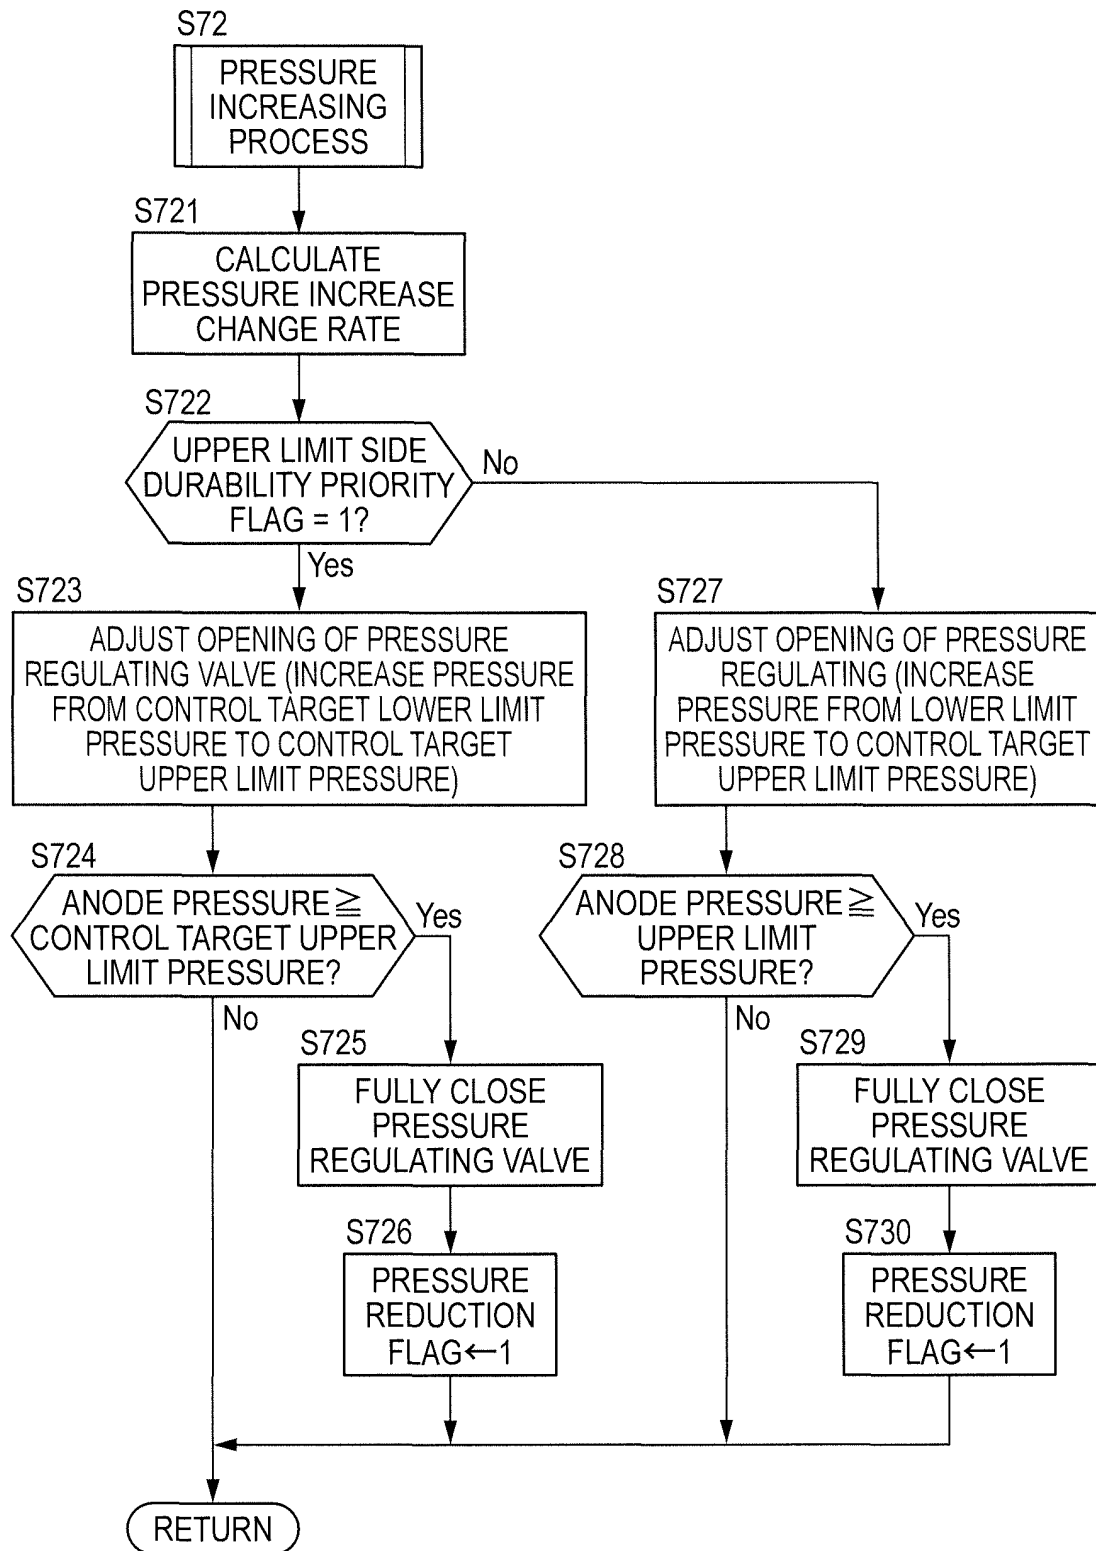 S72
PRESSURE
INCREASING
PROCESS
S721
CALCULATE
PRESSURE INCREASE
CHANGE RATE
S722
UPPER LIMIT SIDE
DURABILITY PRIORITY
FLAG = 1?
No
Yes
S723
ADJUST OPENING OF PRESSURE
REGULATING VALVE (INCREASE PRESSURE
FROM CONTROL TARGET LOWER LIMIT
PRESSURE TO CONTROL TARGET
UPPER LIMIT PRESSURE)
S727
ADJUST OPENING OF PRESSURE
REGULATING (INCREASE
PRESSURE FROM LOWER LIMIT
PRESSURE TO CONTROL TARGET
UPPER LIMIT PRESSURE)
S724
ANODE PRESSURE ≧
CONTROL TARGET UPPER
LIMIT PRESSURE?
Yes
No
S728
ANODE PRESSURE ≧
UPPER LIMIT
PRESSURE?
Yes
No
S725
FULLY CLOSE
PRESSURE
REGULATING VALVE
S729
FULLY CLOSE
PRESSURE
REGULATING VALVE
S726
PRESSURE
REDUCTION
FLAG←1
S730
PRESSURE
REDUCTION
FLAG←1
RETURN